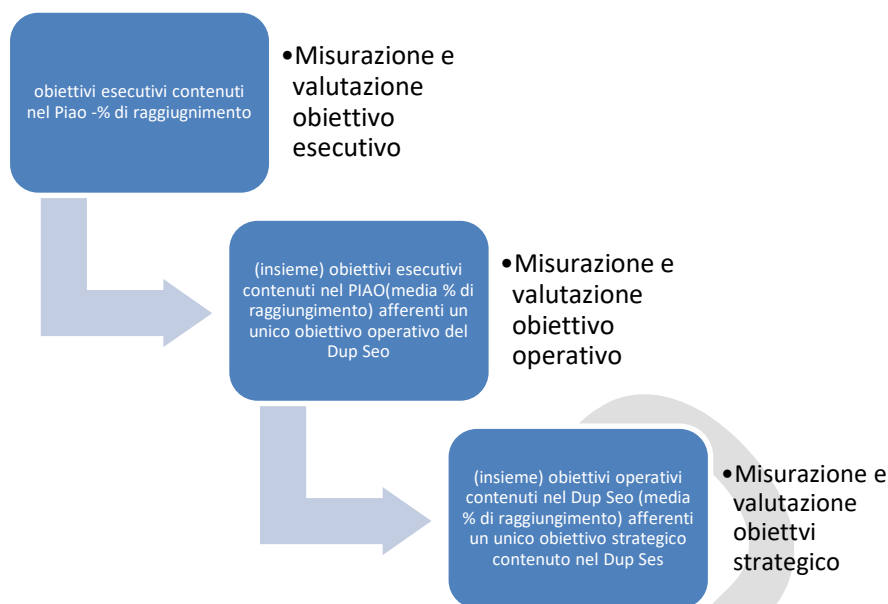 obiettivi esecutivi contenuti
nel Piao -% di raggiugnimento
•Misurazione e
valutazione
obiettivo
esecutivo
(insieme) obiettivi esecutivi
contenuti nel PIAO(media % di
raggiungimento) afferenti un
unico obiettivo operativo del
Dup Seo
•Misurazione e
valutazione
obiettivo
operativo
(insieme) obiettivi operativi
contenuti nel Dup Seo (media
% di raggiungimento) afferenti
un unico obiettivo strategico
contenuto nel Dup Ses
•Misurazione e
valutazione
obiettvi
strategico